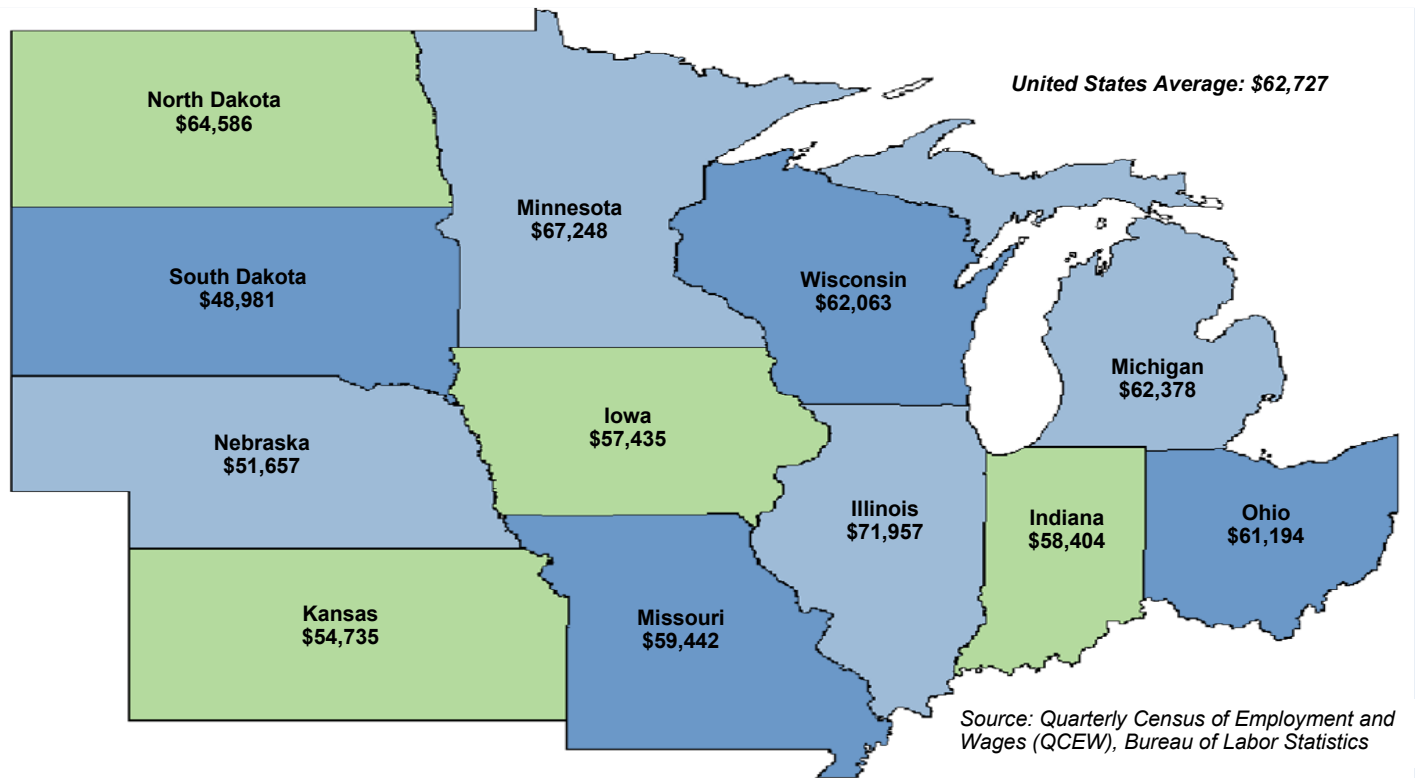 United States Average: $62,727
North Dakota
$64,586
Minnesota
$67,248
South Dakota
$48,981
Wisconsin
$62,063
Michigan
$62,378
Iowa
$57,435
Nebraska
$51,657
Illinois
$71,957
Indiana
$58,404
Ohio
$61,194
Kansas
$54,735
Missouri
$59,442
Source: Quarterly Census of Employment and
Wages (QCEW), Bureau of Labor Statistics